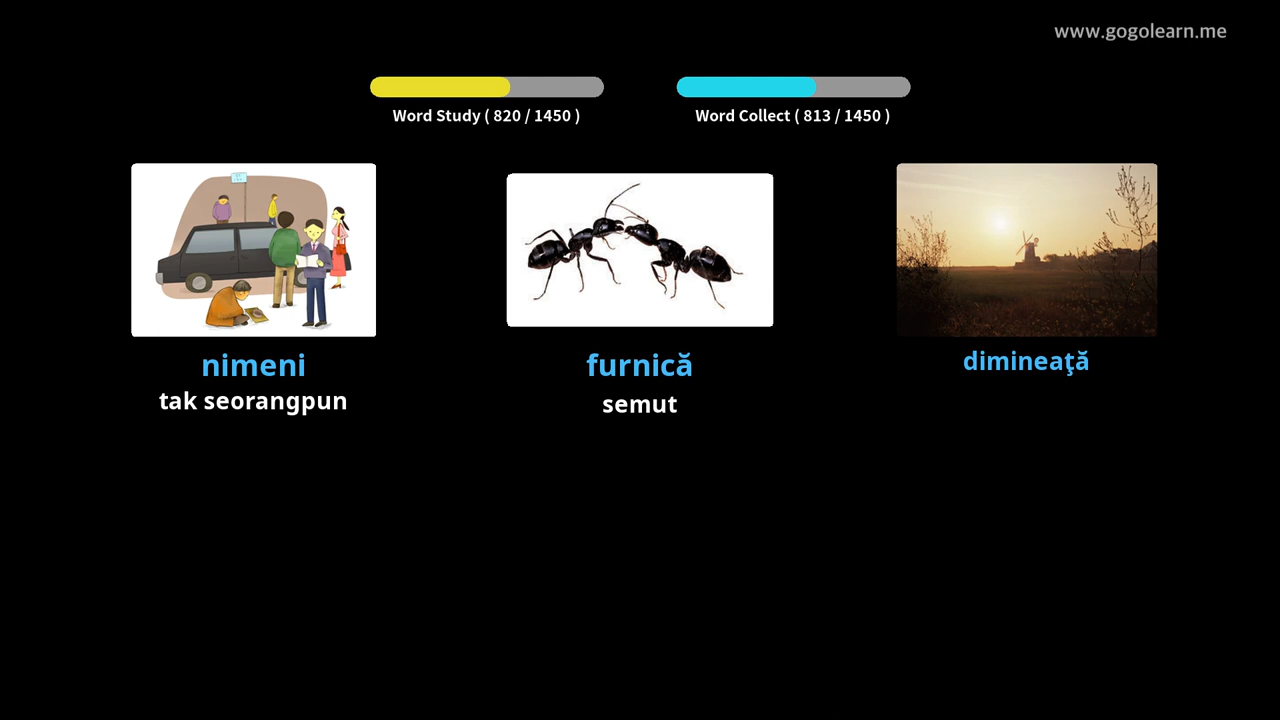 www.gogolearn.me
Word Study ( 820 / 1450 )
Word Collect ( 813 / 1450 )
nimeni
tak seorangpun
furnică
semut
dimineaţă